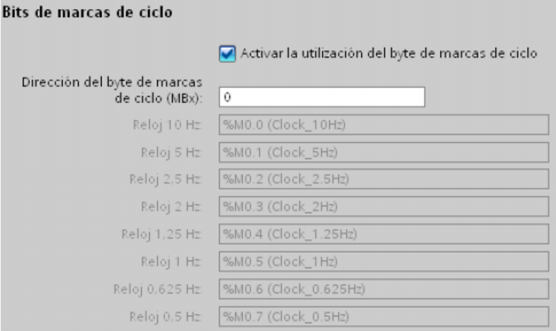 Bits de marcas de ciclo
Activar la utilización del byte de marcas de ciclo
Dirección del byte de marcas
de ciclo (MBx): 0
Reloj 10 Hz: %M0.0 (Clock_10Hz)
Reloj 5 Hz: %M0.1 (Clock_5Hz)
Reloj 2.5 Hz: %M0.2 (Clock_2.5Hz)
Reloj 2 Hz: %M0.3 (Clock_2Hz)
Reloj 1.25 Hz: %M0.4 (Clock_1.25Hz)
Reloj 1 Hz: %M0.5 (Clock_1Hz)
Reloj 0.625 Hz: %M0.6 (Clock_0.625Hz)
Reloj 0.5 Hz: %M0.7 (Clock_0.5Hz)